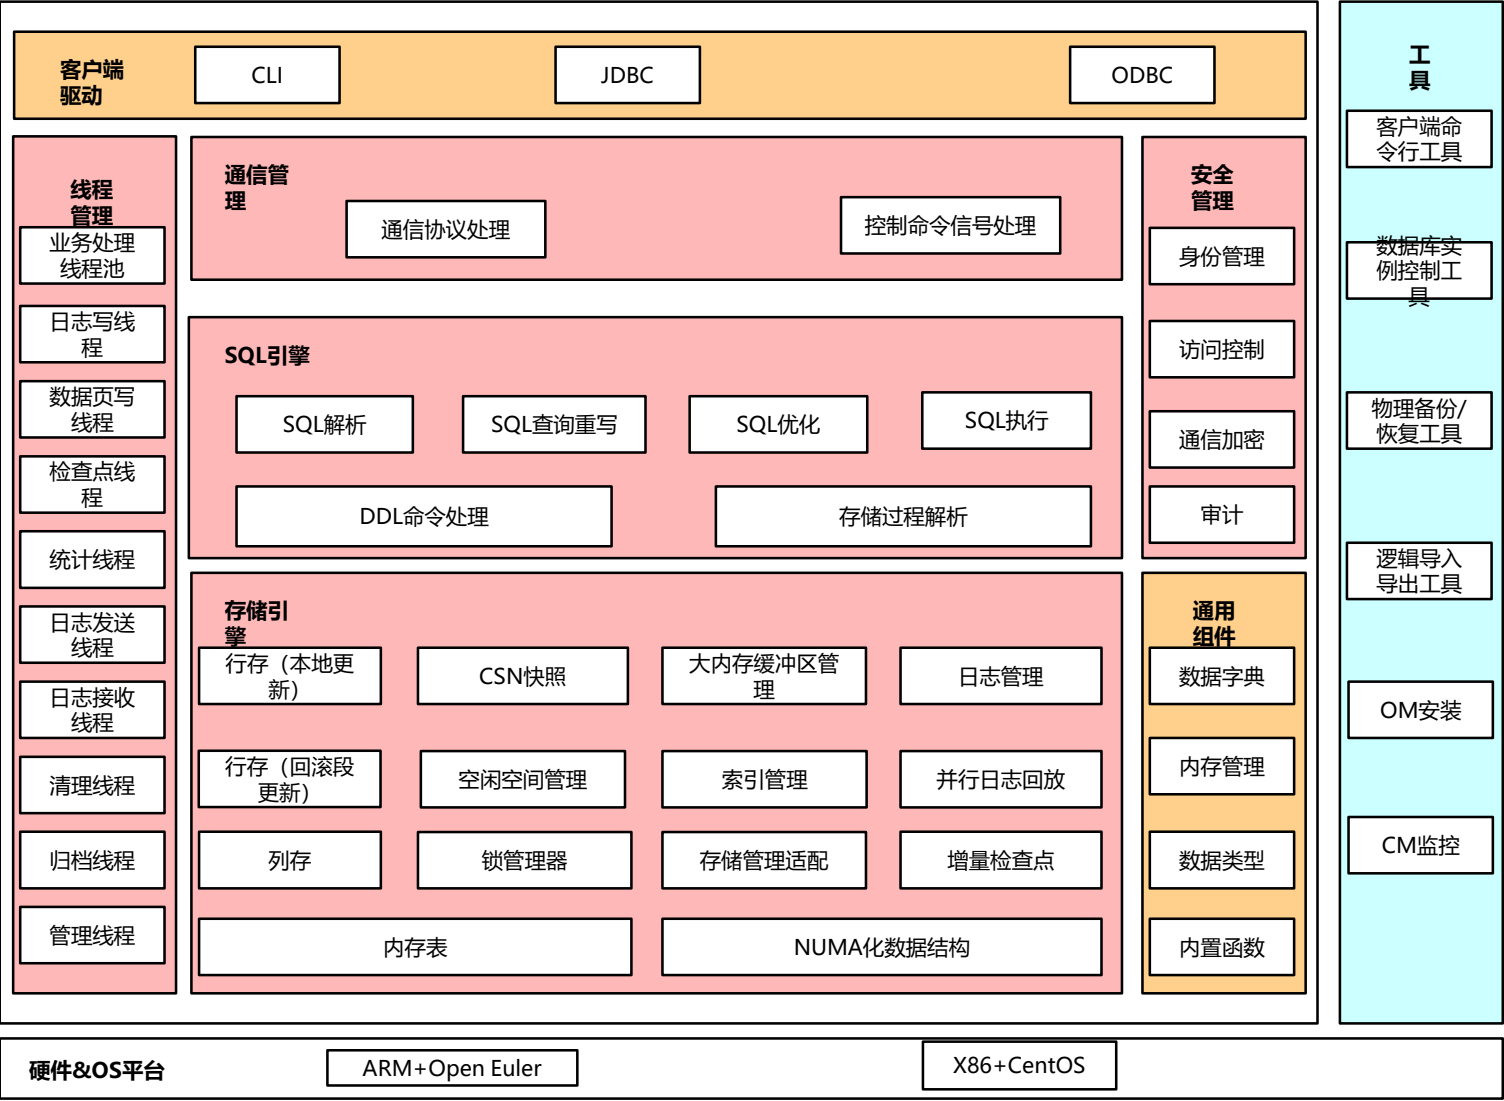 客户端
驱动
CLI
JDBC
ODBC
线程
管理
业务处理
线程池
日志写线
程
数据页写
线程
检查点线
程
统计线程
日志发送
线程
日志接收
线程
清理线程
归档线程
管理线程
通信管
理
通信协议处理
控制命令信号处理
SQL引擎
SQL解析
SQL查询重写
SQL优化
SQL执行
DDL命令处理
存储过程解析
存储引
擎
行存（本地更
新）
CSN快照
大内存缓冲区管
理
日志管理
行存（回滚段
更新）
空闲空间管理
索引管理
并行日志回放
列存
锁管理器
存储管理适配
增量检查点
内存表
NUMA化数据结构
安全
管理
身份管理
访问控制
通信加密
审计
通用
组件
数据字典
内存管理
数据类型
内置函数
工
具
客户端命
令行工具
数据库实
例控制工
具
物理备份/
恢复工具
逻辑导入
导出工具
OM安装
CM监控
硬件&OS平台
ARM+Open Euler
X86+CentOS